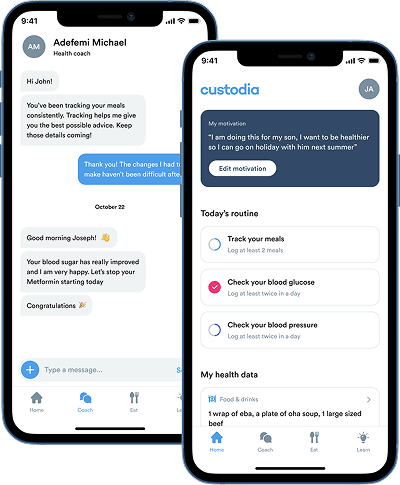 9:41
AM
Adefemi Michael
Health coach
Hi John!
You've been tracking your meals
consistently. Tracking helps me give
you the best possible advice. Keep
those details coming!
Thank you! The changes I had to
make haven't been difficult afte
October 22
Good morning Joseph! 👋
Your blood sugar has really improved
and I am very happy. Let's stop your
Metformin starting today
Congratulations 🎉
Type a message...
Home
Coach
Eat
9:41
custodia
JA
My motivation
"I am doing this for my son, I want to be healthier
so I can go on holiday with him next summer"
Edit motivation
Today's routine
Track your meals
Log at least 2 meals
Check your blood glucose
Log at least twice in a day
Check your blood pressure
Log at least twice in a day
My health data
Food & drinks
1 wrap of eba, a plate of oha soup, 1 large sized
beef
Home
Coach
Eat
Learn